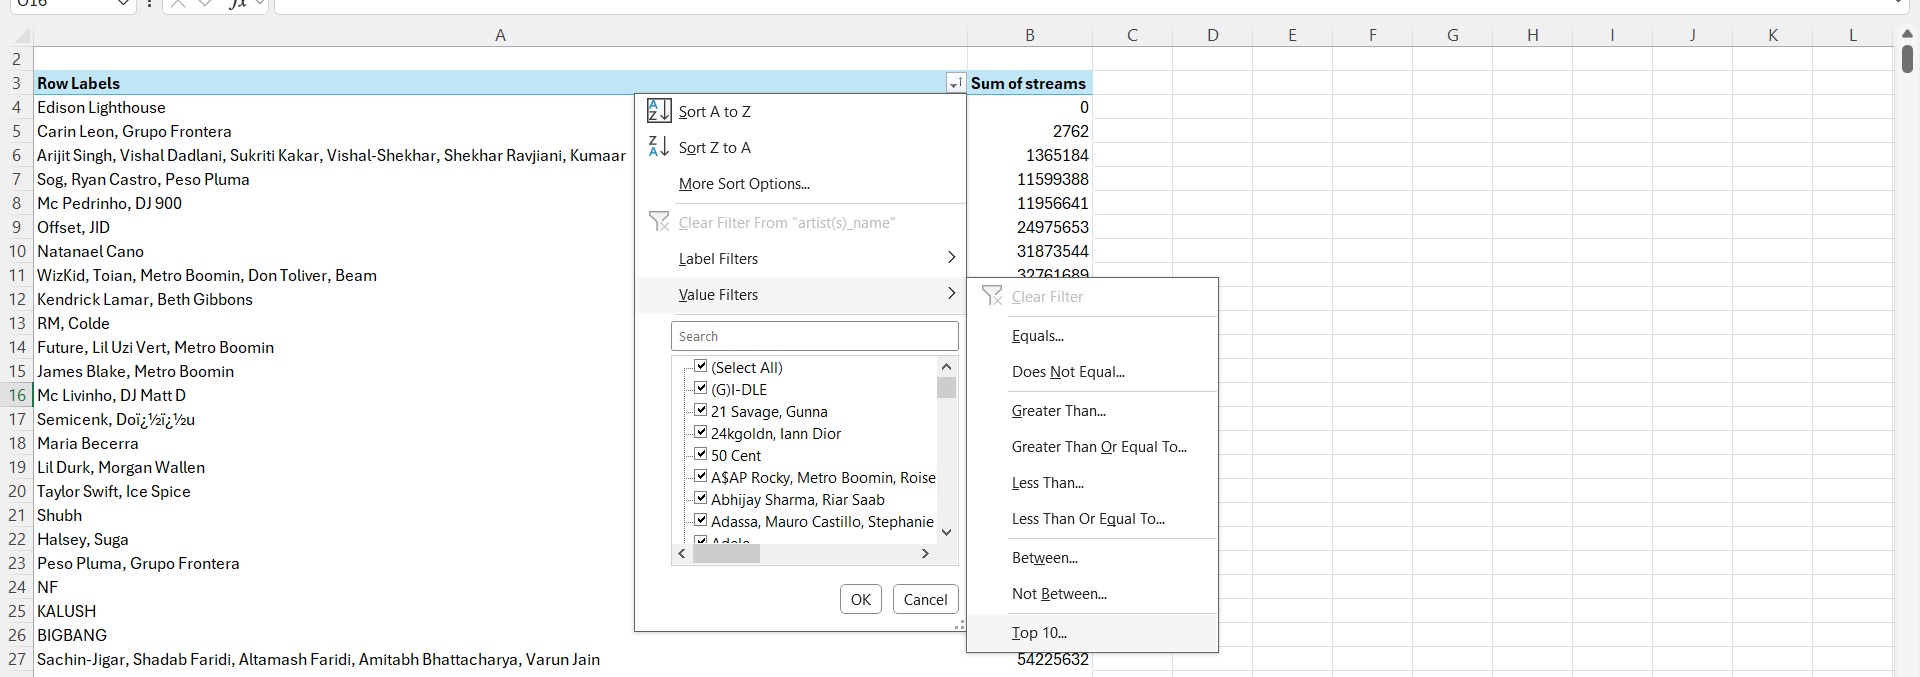 O16 fx
A B C D E F G H I J K L
2
3 Row Labels Sum of streams
4 Edison Lighthouse 0
5 Carin Leon, Grupo Frontera 2762
6 Arijit Singh, Vishal Dadlani, Sukriti Kakar, Vishal-Shekhar, Shekhar Ravjiani, Kumaar 1365184
7 Sog, Ryan Castro, Peso Pluma 11599388
8 Mc Pedrinho, DJ 900 11956641
9 Offset, JID 24975653
10 Natanael Cano 31873544
11 WizKid, Toian, Metro Boomin, Don Toliver, Beam 32761689
12 Kendrick Lamar, Beth Gibbons
13 RM, Colde
14 Future, Lil Uzi Vert, Metro Boomin
15 James Blake, Metro Boomin
16 Mc Livinho, DJ Matt D
17 Semicenk, Doï¿½ï¿½u
18 Maria Becerra
19 Lil Durk, Morgan Wallen
20 Taylor Swift, Ice Spice
21 Shubh
22 Halsey, Suga
23 Peso Pluma, Grupo Frontera
24 NF
25 KALUSH
26 BIGBANG
27 Sachin-Jigar, Shadab Faridi, Altamash Faridi, Amitabh Bhattacharya, Varun Jain 54225632
Sort A to Z
Sort Z to A
More Sort Options...
Clear Filter From "artist(s)_name"
Label Filters
Value Filters
Search
(Select All)
(G)I-DLE
21 Savage, Gunna
24kgoldn, Iann Dior
50 Cent
A$AP Rocky, Metro Boomin, Roise
Abhijay Sharma, Riar Saab
Adassa, Mauro Castillo, Stephanie
Adele
OK Cancel
Clear Filter
Equals...
Does Not Equal...
Greater Than...
Greater Than Or Equal To...
Less Than...
Less Than Or Equal To...
Between...
Not Between...
Top 10...